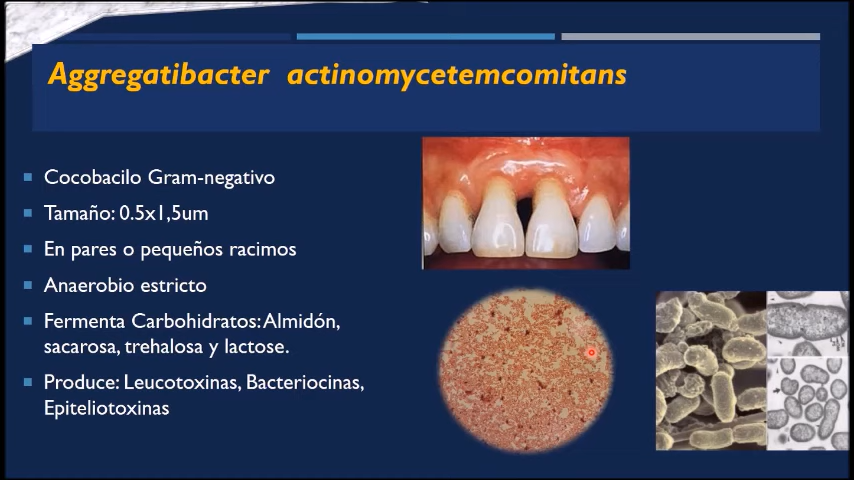 Aggregatibacter actinomycetemcomitans
Cocobacilo Gram-negativo
Tamaño: 0.5x1,5um
En pares o pequeños racimos
Anaerobio estricto
Fermenta Carbohidratos: Almidón,
sacarosa, trehalosa y lactose.
Produce: Leucotoxinas, Bacteriocinas,
Epiteliotoxinas